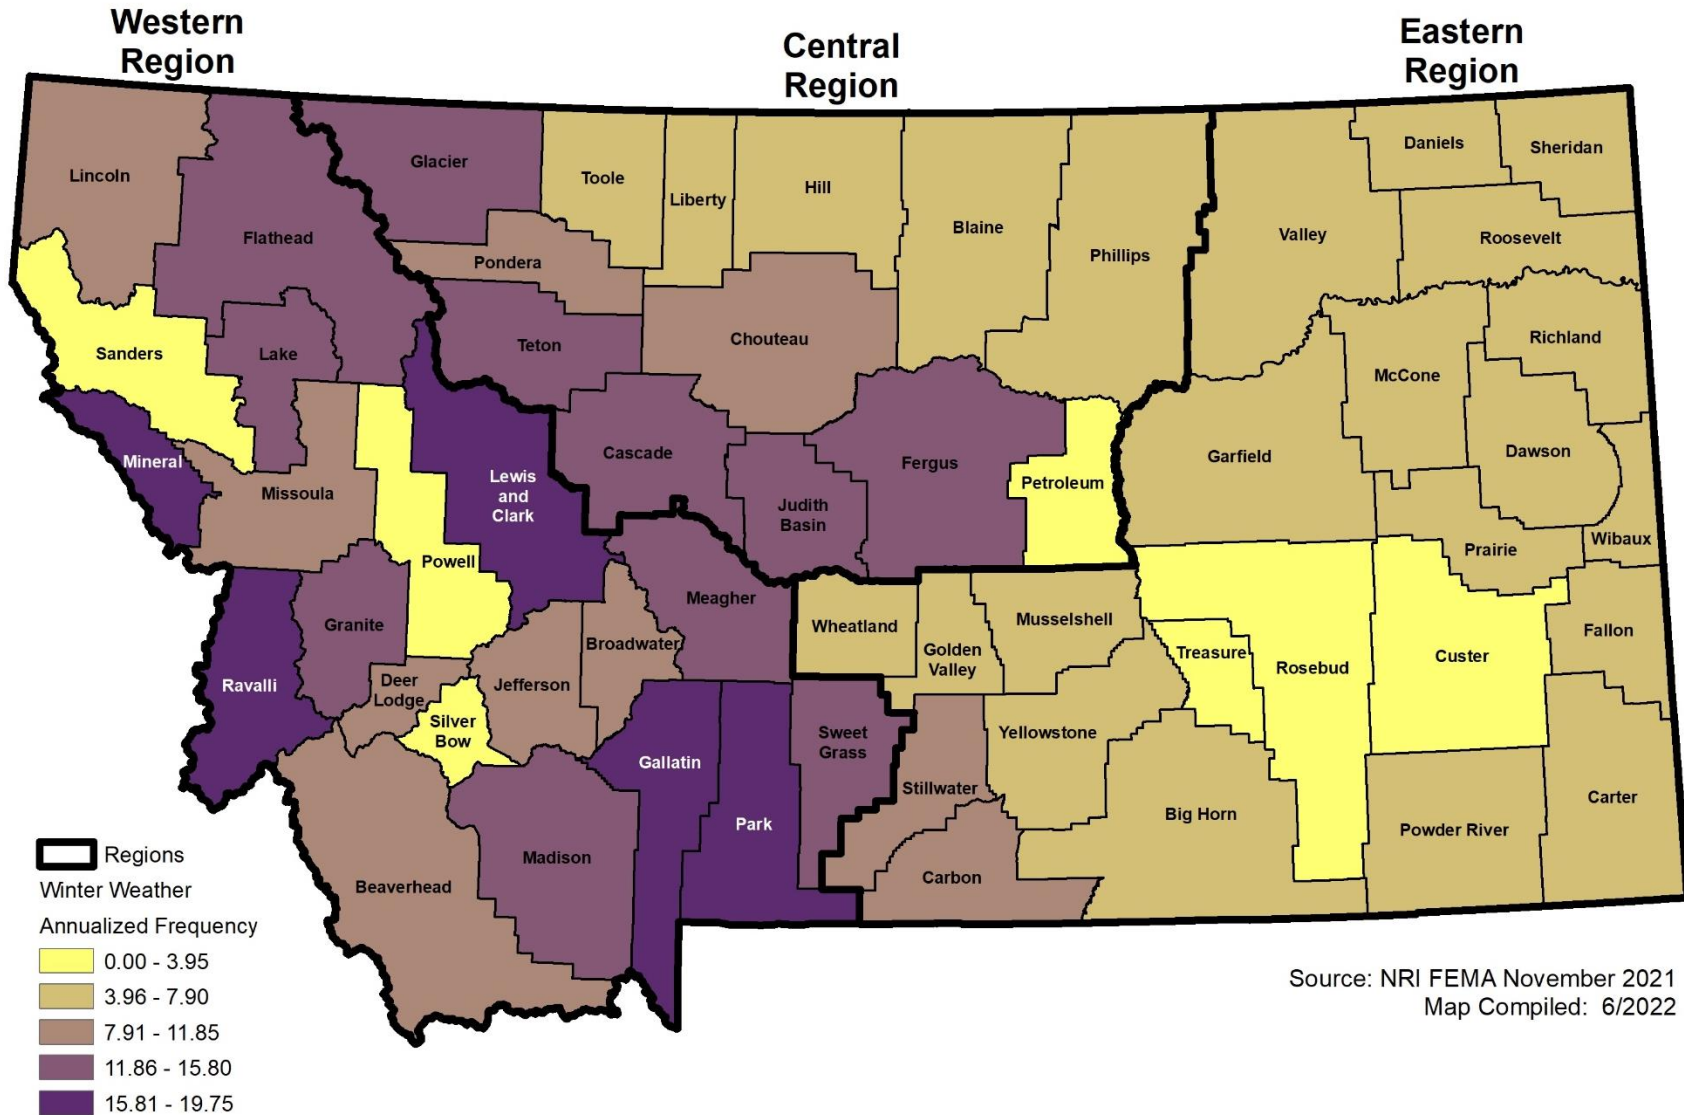 Western
Region
Central
Region
Eastern
Region
Lincoln
Flathead
Glacier
Toole
Liberty
Hill
Blaine
Phillips
Valley
Daniels
Sheridan
Roosevelt
Pondera
Teton
Chouteau
Sanders
Lake
Richland
McCone
Dawson
Garfield
Mineral
Missoula
Lewis
and
Clark
Cascade
Judith
Basin
Fergus
Petroleum
Powell
Prairie
Wibaux
Granite
Meagher
Broadwater
Wheatland
Golden
Valley
Musselshell
Treasure
Rosebud
Custer
Fallon
Ravalli
Deer
Lodge
Jefferson
Silver
Bow
Gallatin
Park
Sweet
Grass
Yellowstone
Stillwater
Big Horn
Powder River
Carter
Madison
Beaverhead
Carbon
Regions
Winter Weather
Annualized Frequency
0.00 - 3.95
3.96 - 7.90
7.91 - 11.85
11.86 - 15.80
15.81 - 19.75
Source: NRI FEMA November 2021
Map Compiled: 6/2022